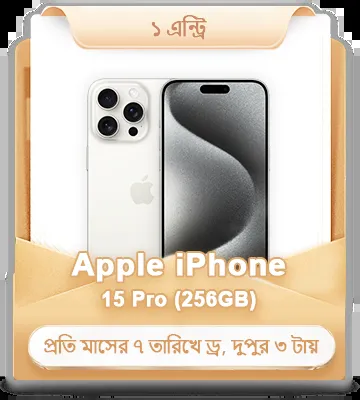 ১ এন্ট্রি
Apple iPhone
15 Pro (256GB)
প্রতি মাসের ৭ তারিখে ড্র, দুপুর ৩ টায়